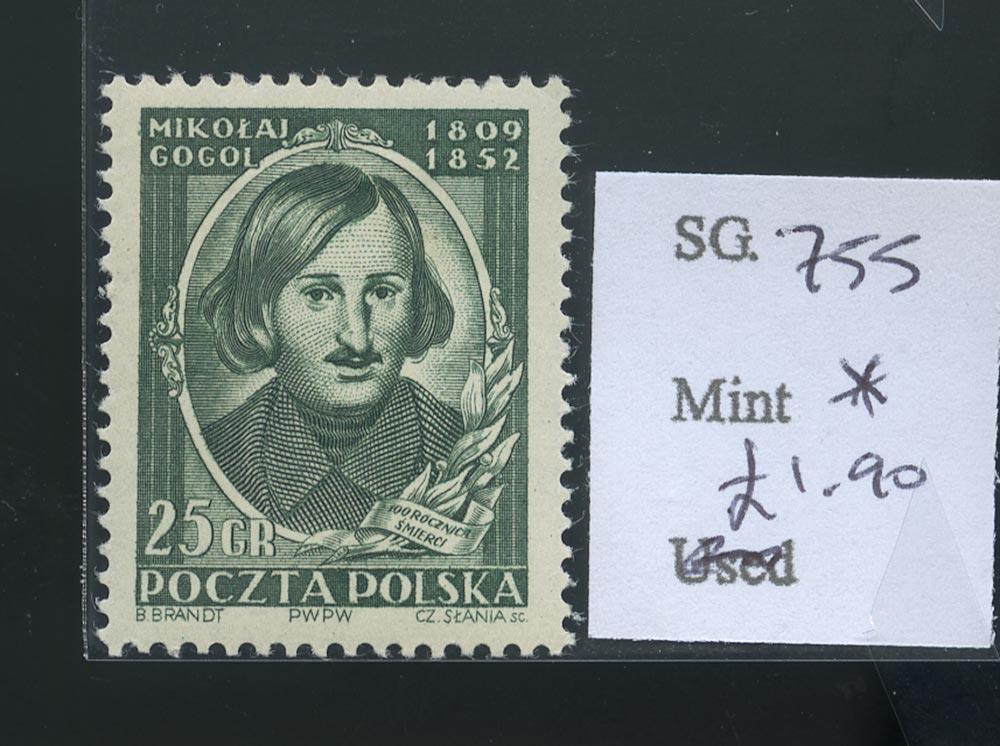 MIKOŁAJ 1809
GOGOL 1852
100 ROCZNICA
ŚMIERCI
25 GR
POCZTA POLSKA
B. BRANDT PWPW CZ. SŁANIA SC.
SG. 755
Mint *
£1.90
Used